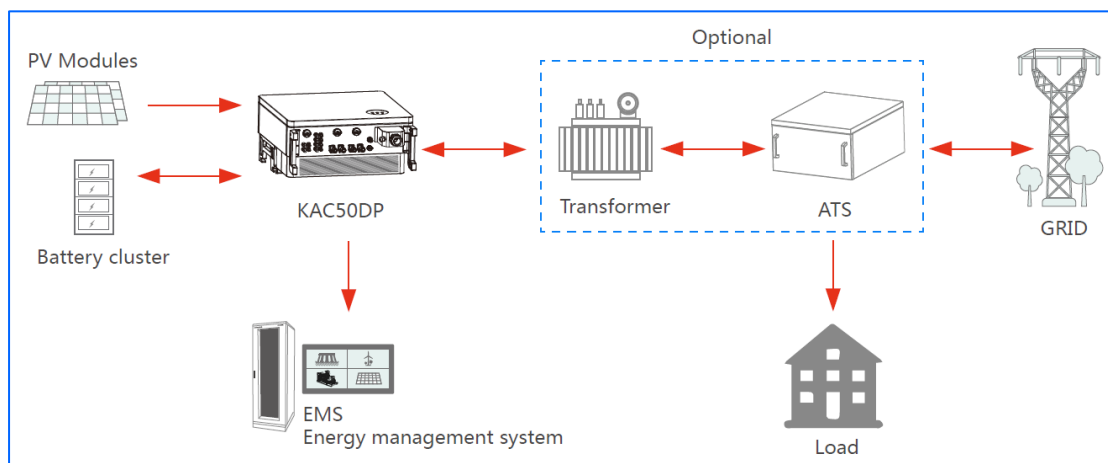 Optional
PV Modules
KAC50DP
Transformer
ATS
GRID
Battery cluster
EMS
Energy management system
Load